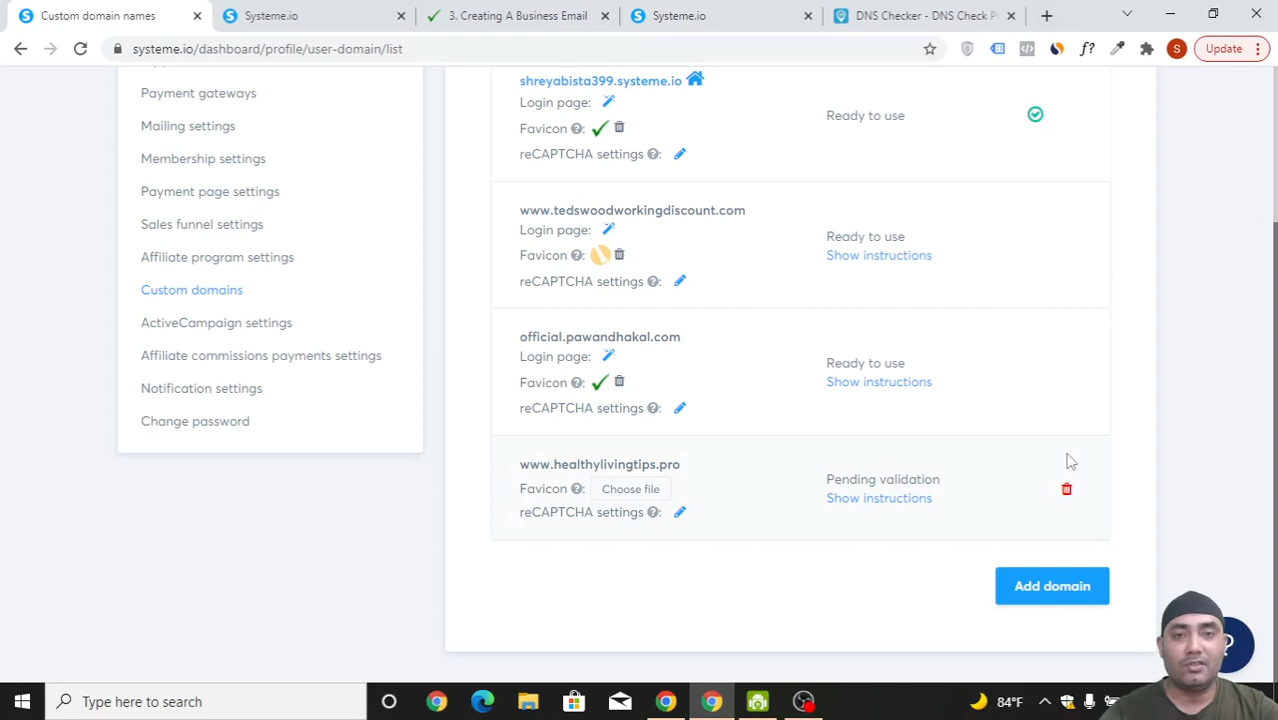 Custom domain names
Systeme.io
3. Creating A Business Email
Systeme.io
DNS Checker - DNS Check
systeme.io/dashboard/profile/user-domain/list
f?
S
Update
Payment gateways
Mailing settings
Membership settings
Payment page settings
Sales funnel settings
Affiliate program settings
Custom domains
ActiveCampaign settings
Affiliate commissions payments settings
Notification settings
Change password
shreyabista399.systeme.io
Login page:
Favicon ?:
reCAPTCHA settings ?:
Ready to use
www.tedswoodworkingdiscount.com
Login page:
Favicon ?:
reCAPTCHA settings ?:
Ready to use
Show instructions
official.pawandhakal.com
Login page:
Favicon ?:
reCAPTCHA settings ?:
Ready to use
Show instructions
www.healthylivingtips.pro
Favicon ?: Choose file
reCAPTCHA settings ?:
Pending validation
Show instructions
Add domain
?
Type here to search
84°F